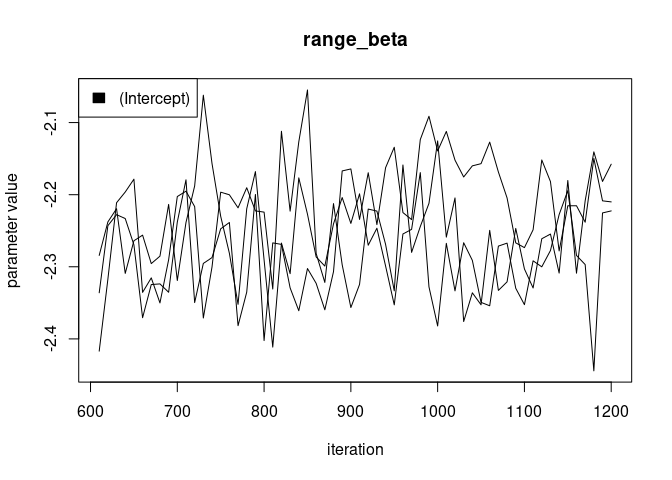 range_beta
(Intercept)
parameter value
-2.1
-2.2
-2.3
-2.4
600 700 800 900 1000 1100 1200
iteration